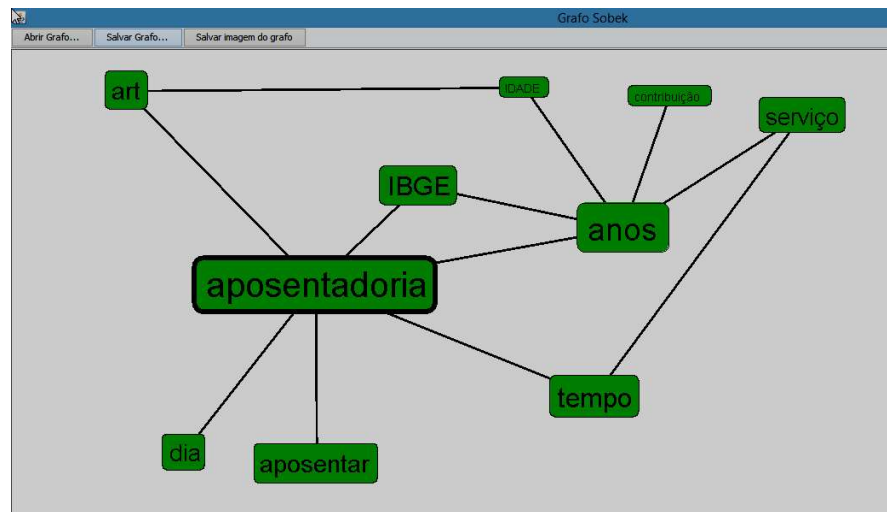 Grafo Sobek
Abrir Grafo... Salvar Grafo... Salvar imagem do grafo
art
IDADE
contribuição
serviço
IBGE
anos
aposentadoria
tempo
dia
aposentar